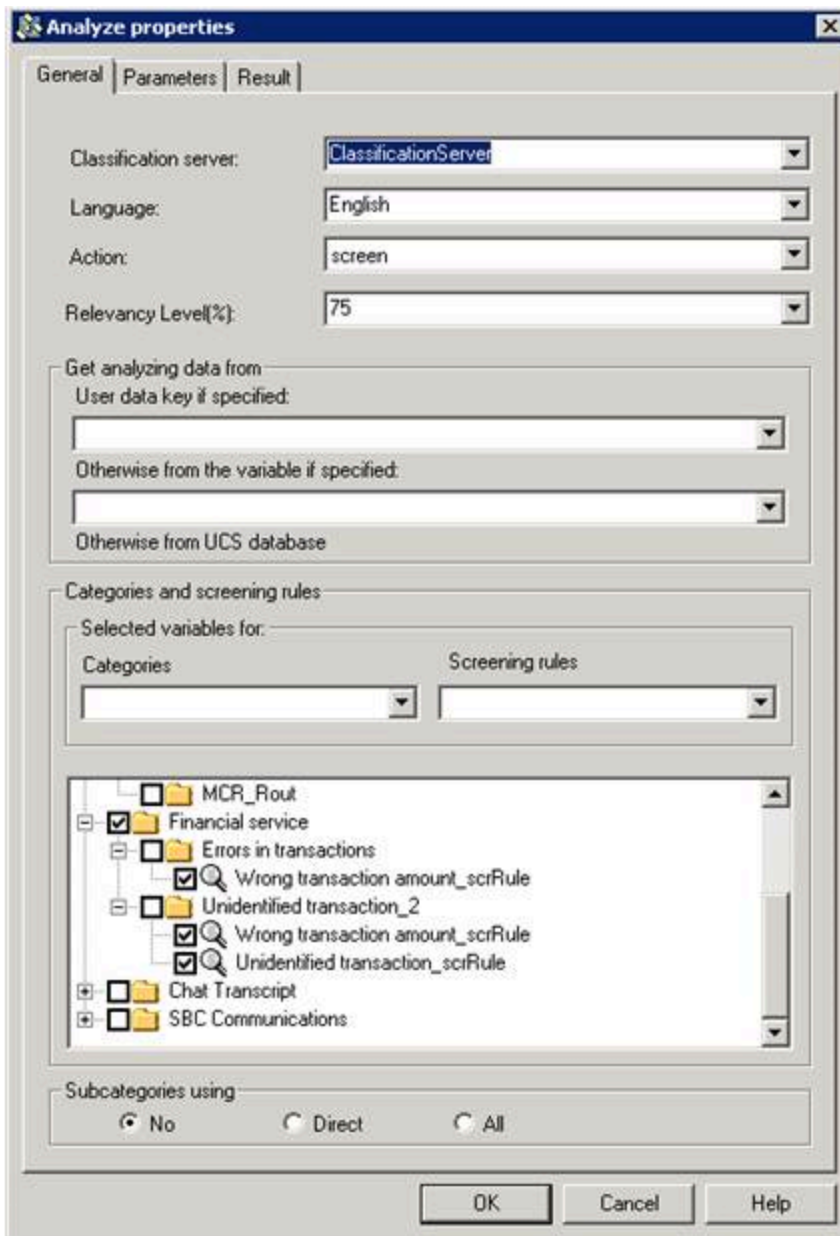 Analyze properties
General Parameters Result
Classification server: ClassificationServer
Language: English
Action: screen
Relevancy Level(%): 75
Get analyzing data from
User data key if specified:
Otherwise from the variable if specified:
Otherwise from UCS database
Categories and screening rules
Selected variables for:
Categories Screening rules
MCR_Rout
Financial service
Errors in transactions
Wrong transaction amount_scrRule
Unidentified transaction_2
Wrong transaction amount_scrRule
Unidentified transaction_scrRule
Chat Transcript
SBC Communications
Subcategories using
No Direct All
OK Cancel Help